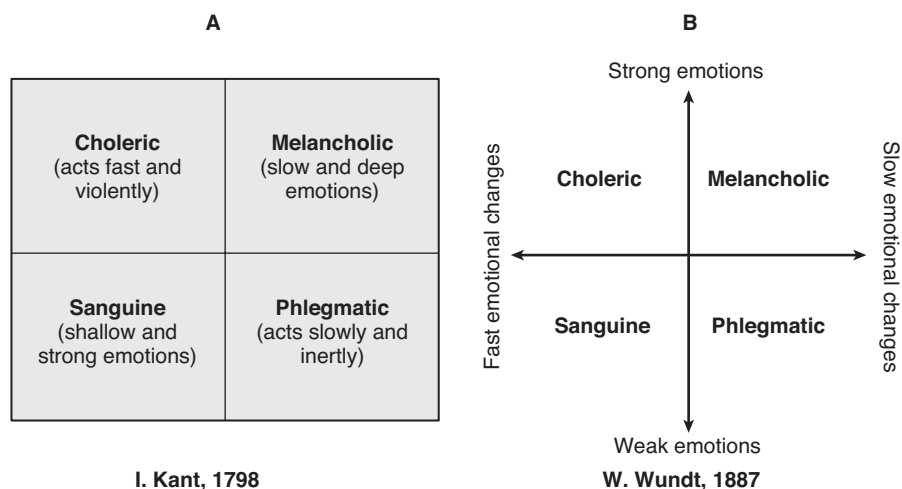 A
Choleric
(acts fast and
violently)
Melancholic
(slow and deep
emotions)
Sanguine
(shallow and
strong emotions)
Phlegmatic
(acts slowly and
inertly)
I. Kant, 1798
B
Strong emotions
Fast emotional changes
Choleric
Melancholic
Slow emotional changes
Sanguine
Phlegmatic
Weak emotions
W. Wundt, 1887